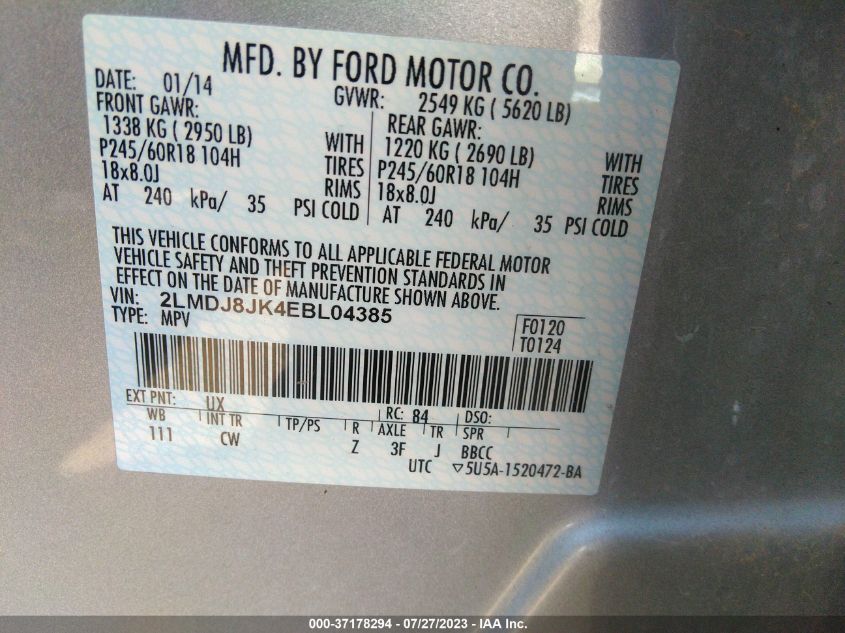 MFD. BY FORD MOTOR CO.
DATE: 01/14 GVWR: 2549 KG ( 5620 LB)
FRONT GAWR: REAR GAWR:
1338 KG ( 2950 LB) WITH 1220 KG ( 2690 LB) WITH
P245/60R18 104H TIRES P245/60R18 104H TIRES
18x8.0J RIMS 18x8.0J RIMS
AT 240 kPa/ 35 PSI COLD AT 240 kPa/ 35 PSI COLD
THIS VEHICLE CONFORMS TO ALL APPLICABLE FEDERAL MOTOR
VEHICLE SAFETY AND THEFT PREVENTION STANDARDS IN
EFFECT ON THE DATE OF MANUFACTURE SHOWN ABOVE.
VIN: 2LMDJ8JK4EBL04385
TYPE: MPV
F0120
T0124
EXT PNT: UX RC: 84 DSO:
WB INT TR TP/PS R AXLE TR SPR
111 CW Z 3F J BBCC
UTC ▽5U5A-1520472-BA
000-37178294 - 07/27/2023 - IAA Inc.